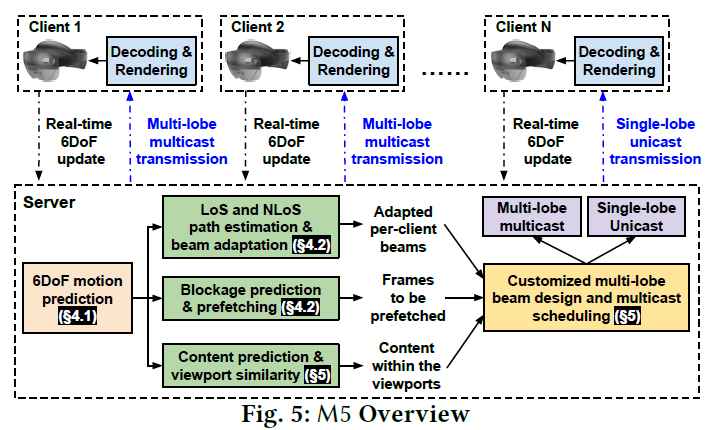 Client 1
Decoding &
Rendering
Client 2
Decoding &
Rendering
......
Client N
Decoding &
Rendering
Real-time
6DoF
update
Multi-lobe
multicast
transmission
Real-time
6DoF
update
Multi-lobe
multicast
transmission
Real-time
6DoF
update
Single-lobe
unicast
transmission
Server
6DoF motion
prediction
(§4.1)
LoS and NLoS
path estimation &
beam adaptation (§4.2)
Blockage prediction
& prefetching (§4.2)
Content prediction &
viewport similarity (§5)
Adapted
per-client
beams
Frames
to be
prefetched
Content
within the
viewports
Multi-lobe
multicast
Single-lobe
Unicast
Customized multi-lobe
beam design and multicast
scheduling (§5)
Fig. 5: M5 Overview